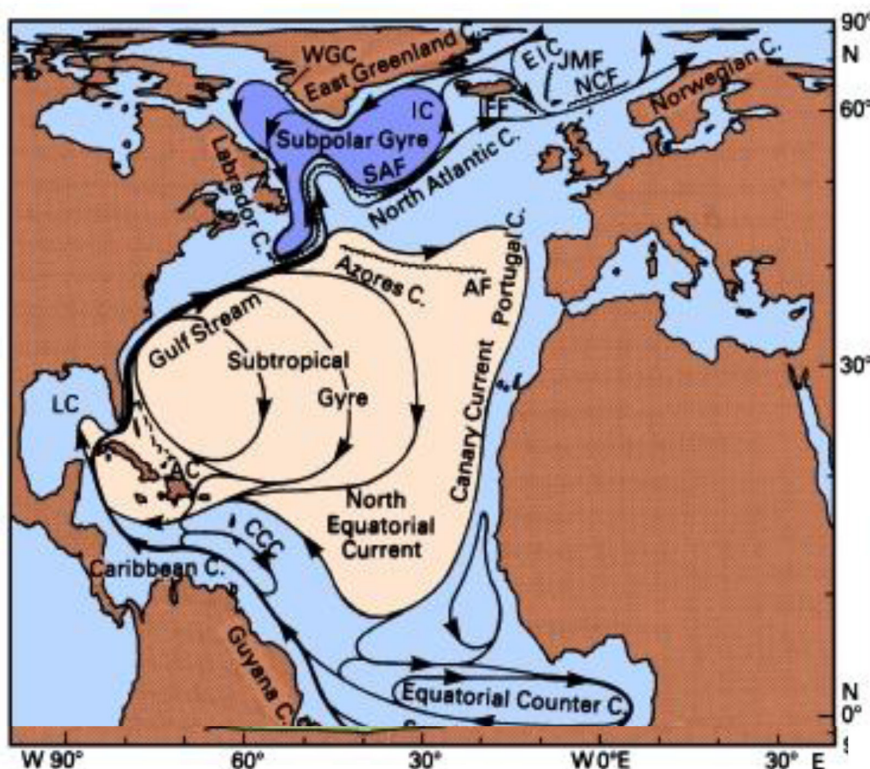 90°
N
WGC
East Greenland C.
EIC
JMF
NCF
Norwegian C.
IC
IFF
60°
Subpolar Gyre
SAF
Labrador C.
North Atlantic C.
Azores C.
AF
Portugal C.
Gulf Stream
Subtropical
Gyre
30°
LC
Canary Current
AC
North
Equatorial
Current
CCC
Caribbean C.
Guyana C.
Equatorial Counter C.
N
0°
W 90°
60°
30°
W 0°E
30° E